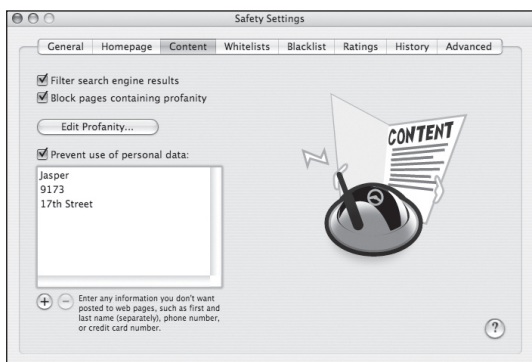 Safety Settings
General Homepage Content Whitelists Blacklist Ratings History Advanced
Filter search engine results
Block pages containing profanity
Edit Profanity...
Prevent use of personal data:
Jasper
9173
17th Street
Enter any information you don't want
posted to web pages, such as first and
last name (separately), phone number,
or credit card number.
CONTENT
?